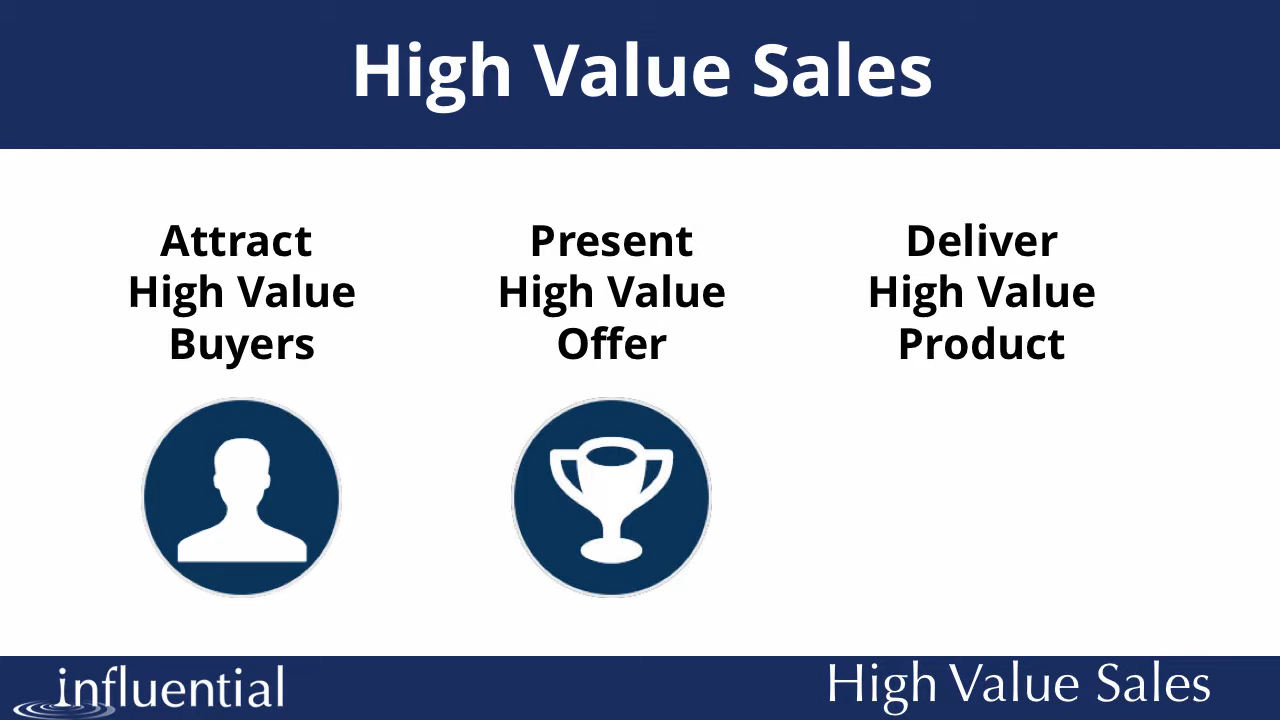 High Value Sales
Attract
High Value
Buyers
Present
High Value
Offer
Deliver
High Value
Product
influential
High Value Sales